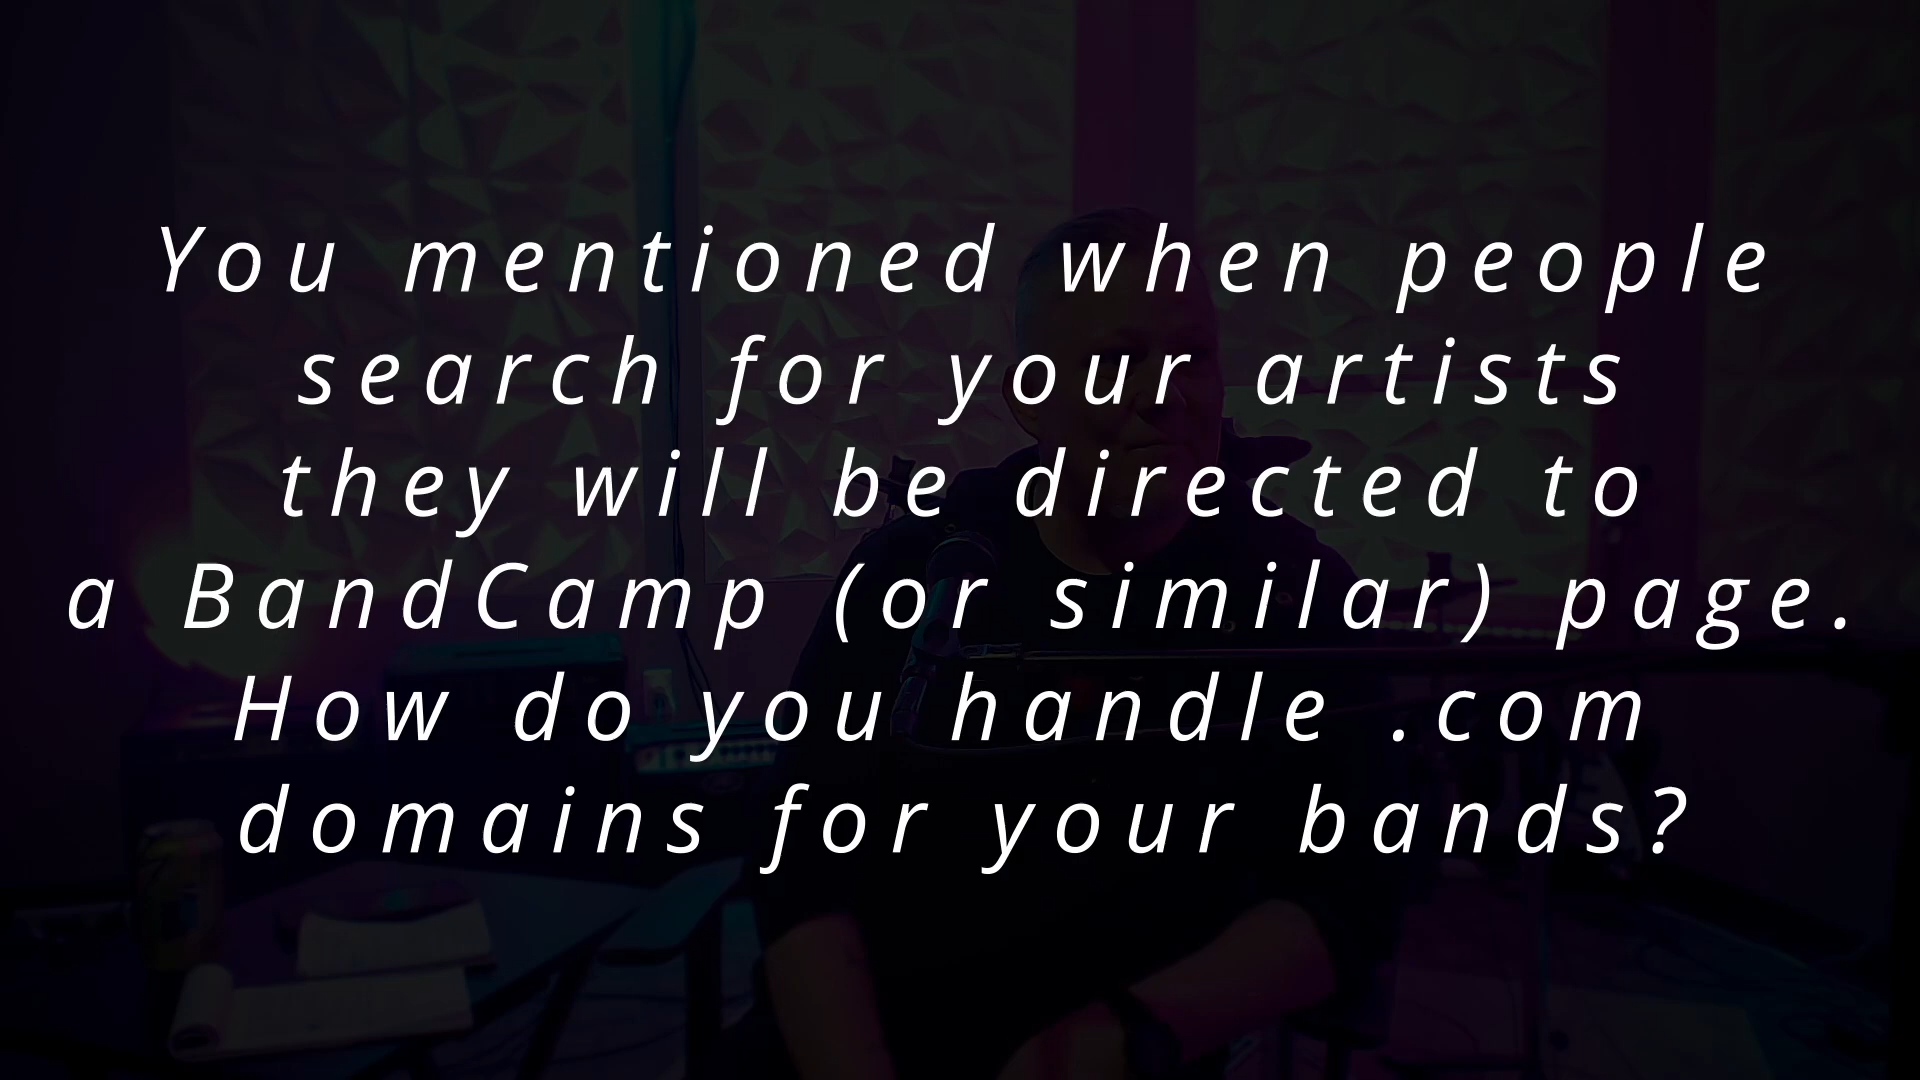 You mentioned when people
search for your artists
they will be directed to
a BandCamp (or similar) page.
How do you handle .com
domains for your bands?